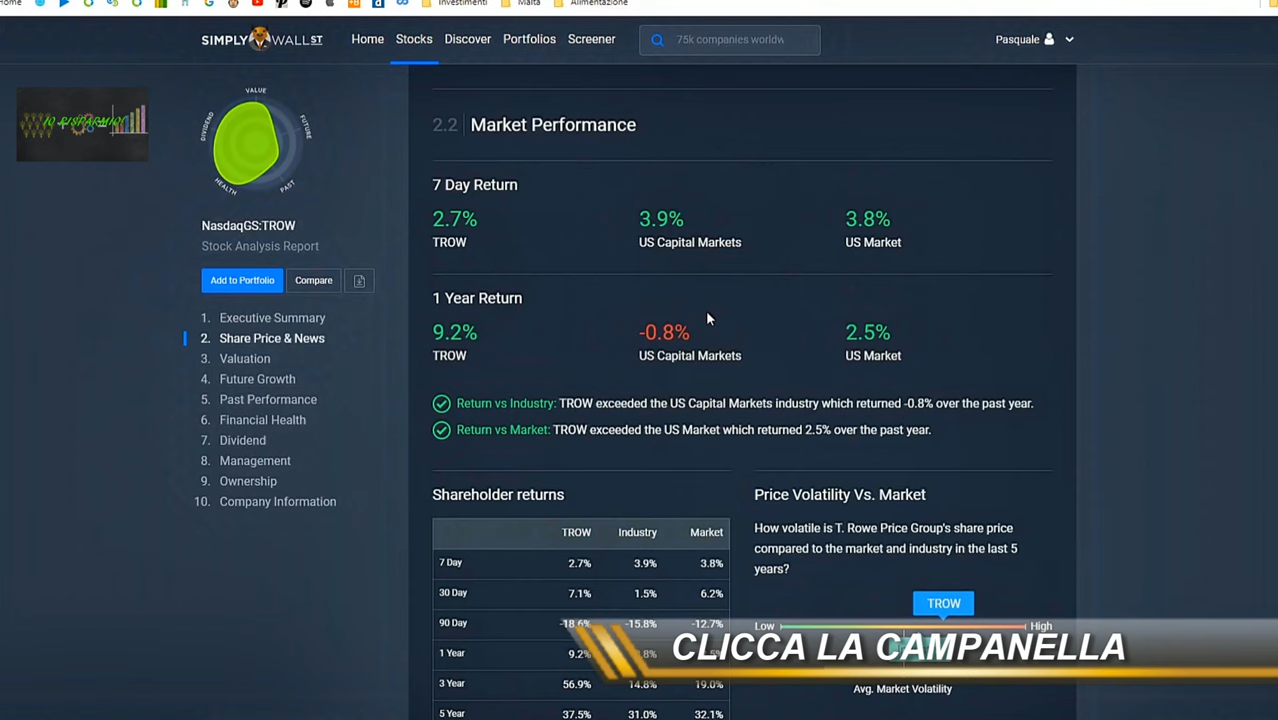 Home
Investimenti
Malta
Alimentazione
SIMPLY WALL ST
Home Stocks Discover Portfolios Screener
75k companies worldw
Pasquale
IO RISPARMIO!
VALUE
FUTURE
PAST
HEALTH
DIVIDEND
NasdaqGS:TROW
Stock Analysis Report
Add to Portfolio
Compare
1. Executive Summary
2. Share Price & News
3. Valuation
4. Future Growth
5. Past Performance
6. Financial Health
7. Dividend
8. Management
9. Ownership
10. Company Information
2.2 Market Performance
7 Day Return
2.7% 3.9% 3.8%
TROW US Capital Markets US Market
1 Year Return
9.2% -0.8% 2.5%
TROW US Capital Markets US Market
Return vs Industry: TROW exceeded the US Capital Markets industry which returned -0.8% over the past year.
Return vs Market: TROW exceeded the US Market which returned 2.5% over the past year.
Shareholder returns
TROW Industry Market
7 Day 2.7% 3.9% 3.8%
30 Day 7.1% 1.5% 6.2%
90 Day -18.6% -15.8% -12.7%
1 Year 9.2%
3 Year 56.9% 14.8% 19.0%
5 Year 37.5% 31.0% 32.1%
Price Volatility Vs. Market
How volatile is T. Rowe Price Group's share price
compared to the market and industry in the last 5
years?
TROW
Low High
Avg. Market Volatility
CLICCA LA CAMPANELLA